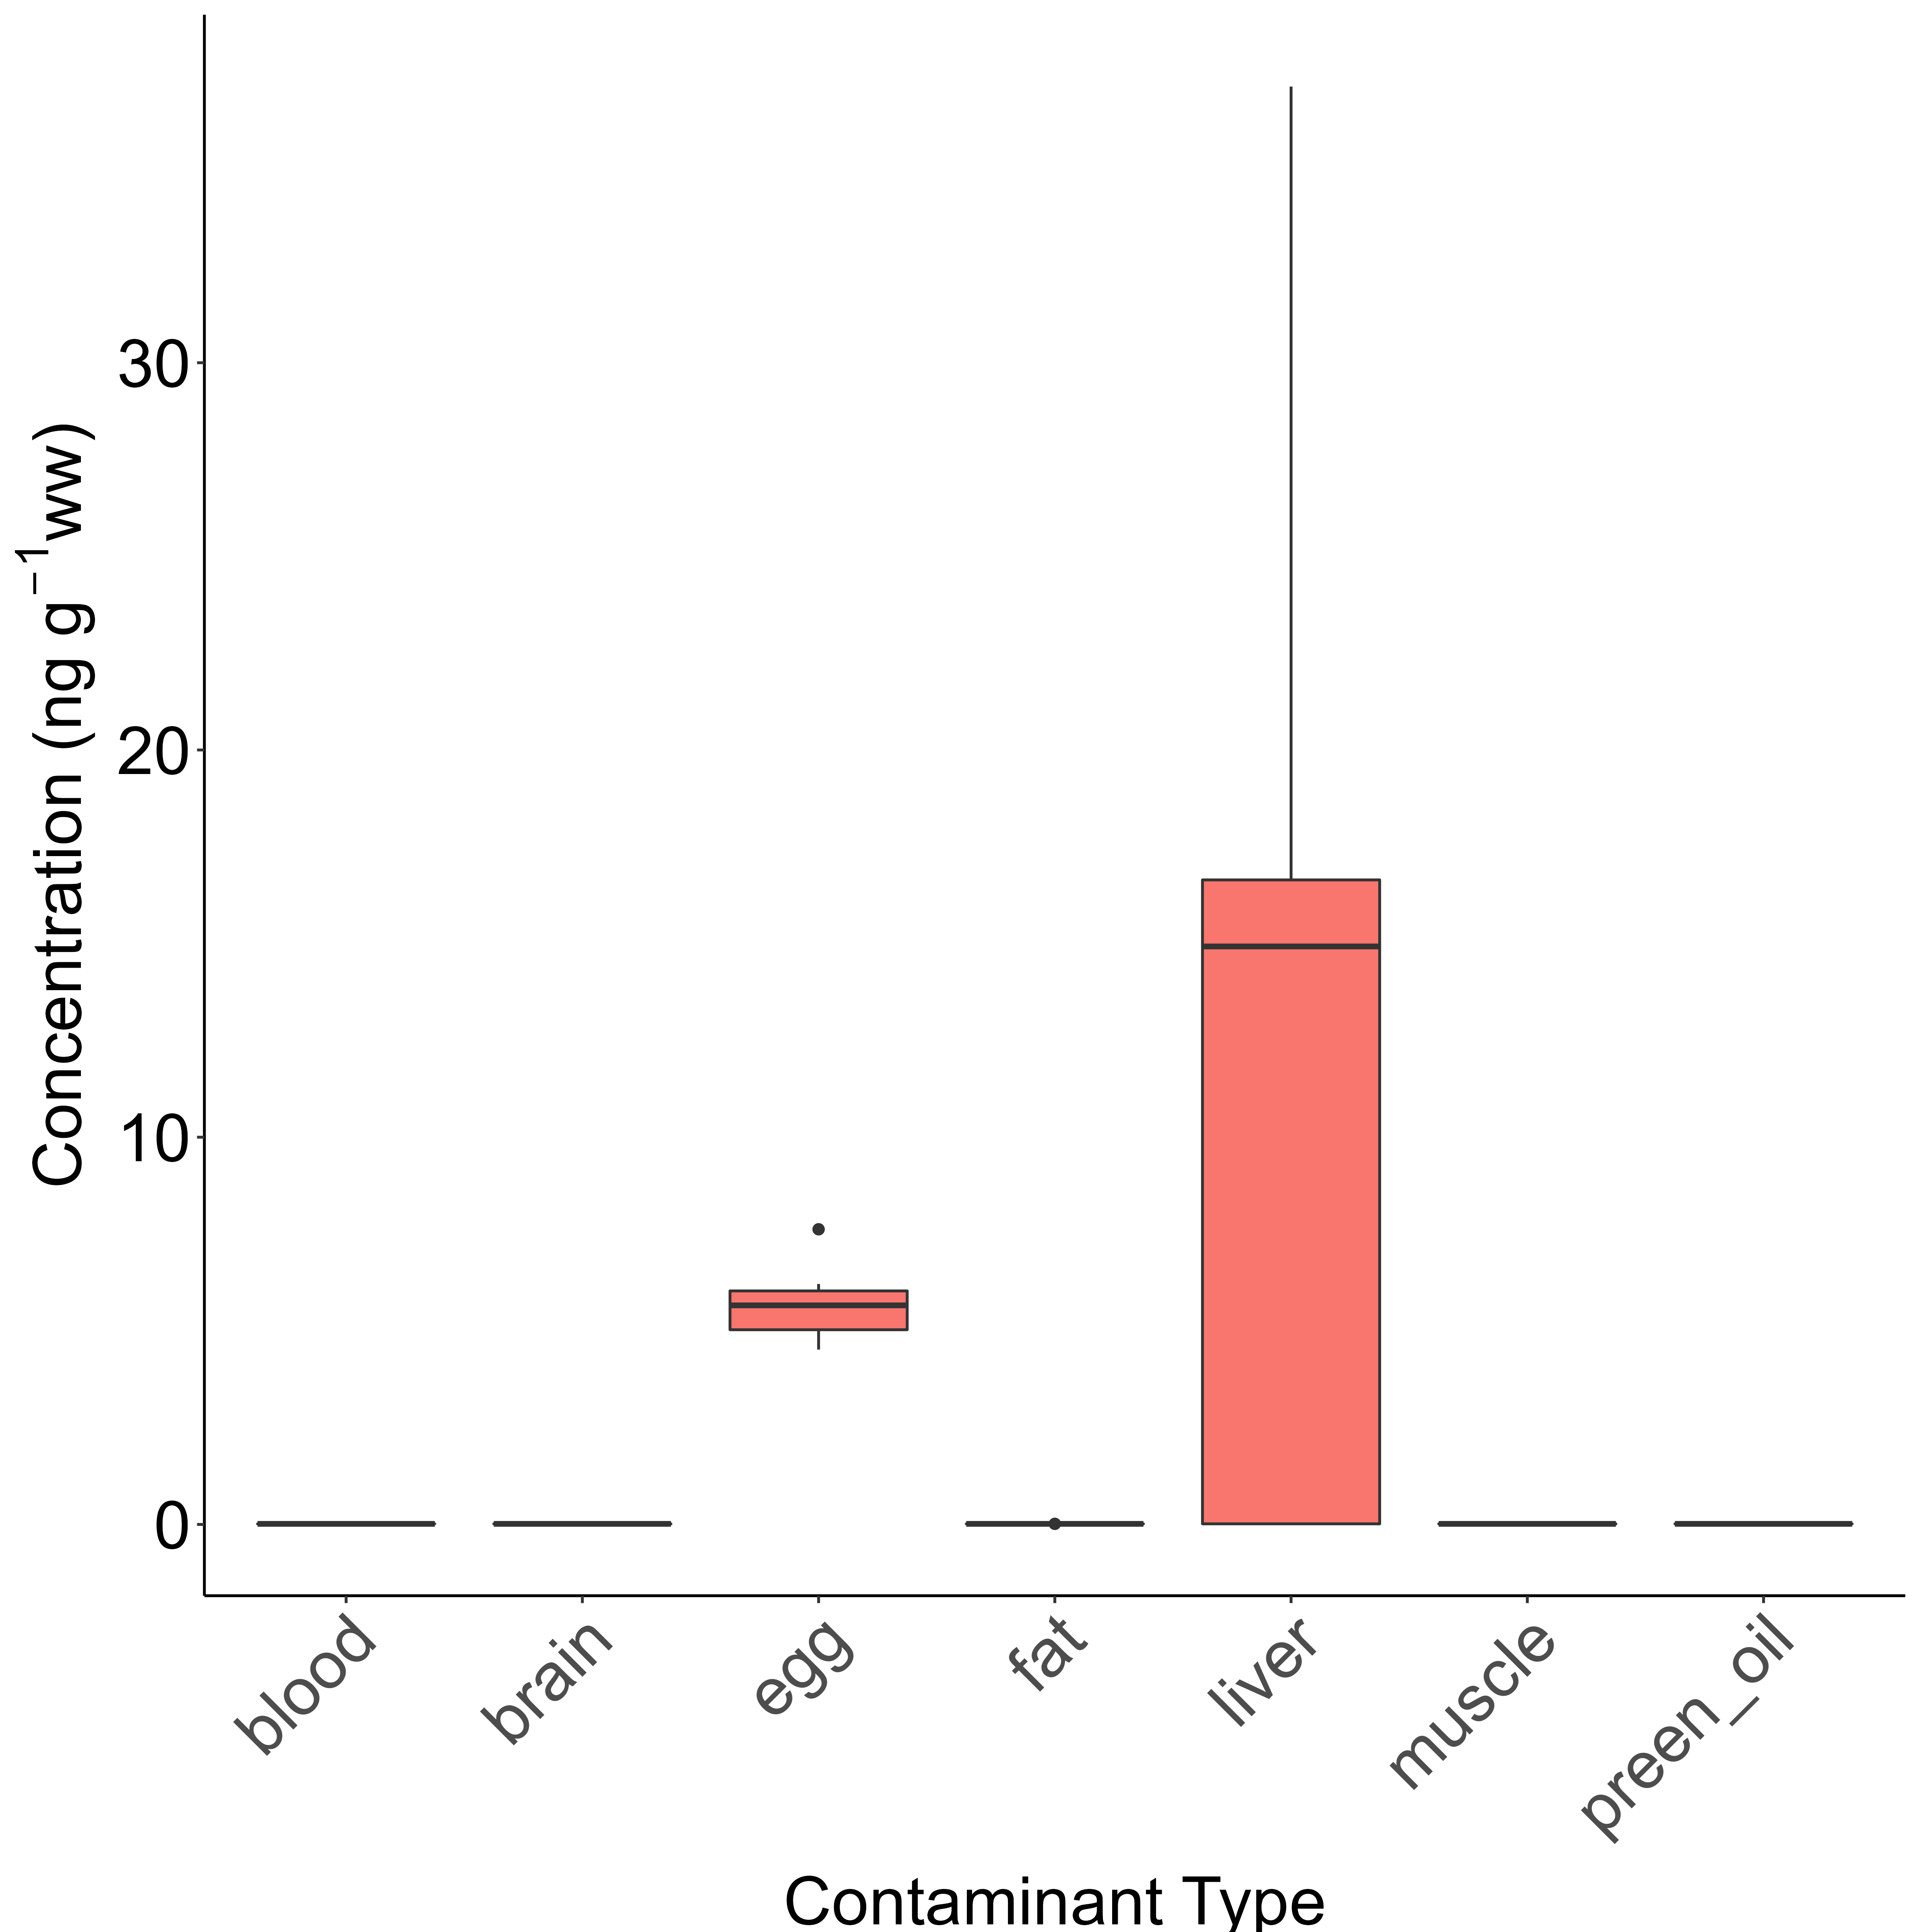 Concentration (ng g⁻¹ww)
30
20
10
0
blood
brain
egg
fat
liver
muscle
preen_oil
Contaminant Type